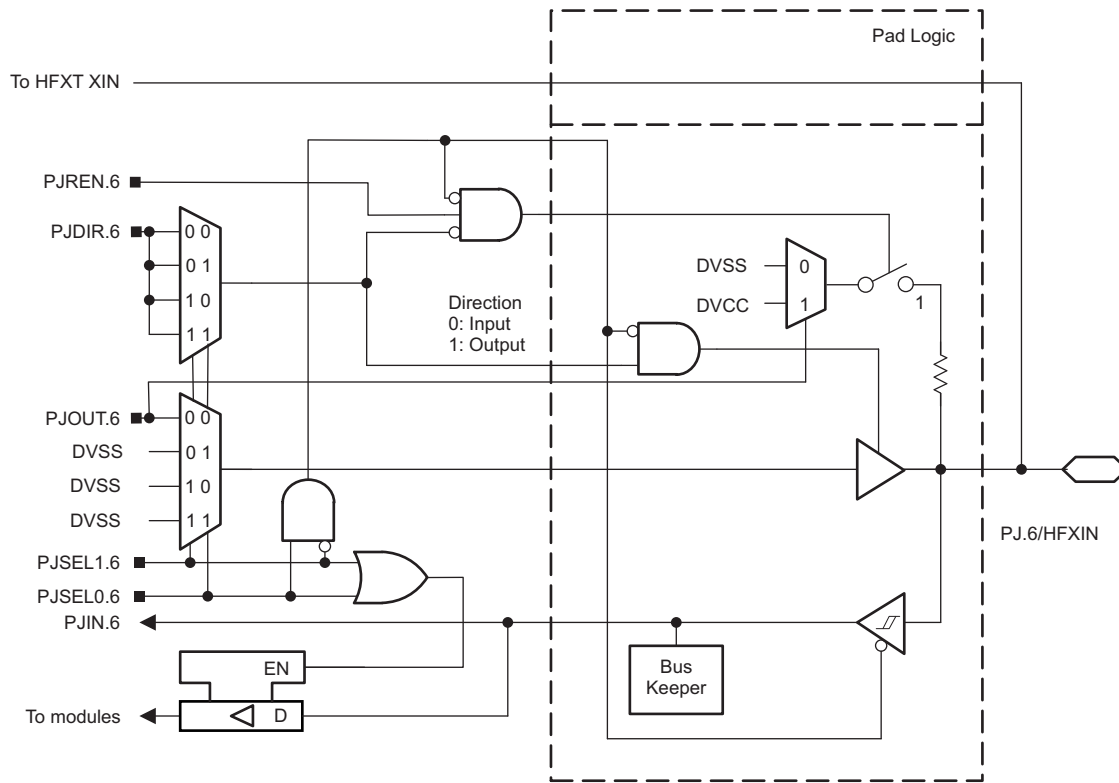 Pad Logic
To HFXT XIN
PJREN.6
PJDIR.6
0 0
0 1
1 0
1 1
Direction
0: Input
1: Output
DVSS
0
DVCC
1
1
PJOUT.6
0 0
DVSS
0 1
DVSS
1 0
DVSS
1 1
PJ.6/HFXIN
PJSEL1.6
PJSEL0.6
PJIN.6
EN
Bus
Keeper
To modules
D